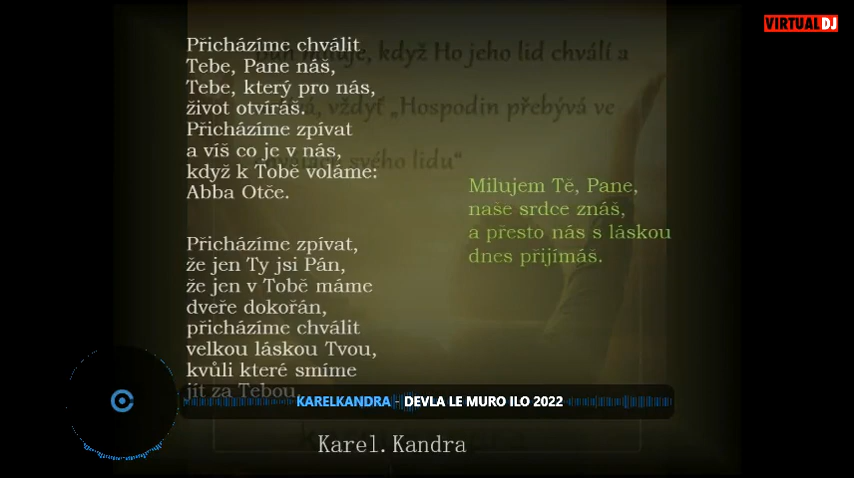 Přicházíme chválit
Tebe, Pane náš,
Tebe, který pro nás,
život otvíráš.
Přicházíme zpívat
a víš co je v nás,
když k Tobě voláme:
Abba Otče.
Přicházíme zpívat,
že jen Ty jsi Pán,
že jen v Tobě máme
dveře dokořán,
přicházíme chválit
velkou láskou Tvou,
kvůli které smíme
jít za Tebou
Milujem Tě, Pane,
naše srdce znáš,
a přesto nás s láskou
dnes přijímáš.
když Ho jeho lid chválí a
vždyť „Hospodin přebývá ve
svého lidu“
VIRTUALDJ
KARELKANDRA - DEVLA LE MURO ILO 2022
Karel.Kandra